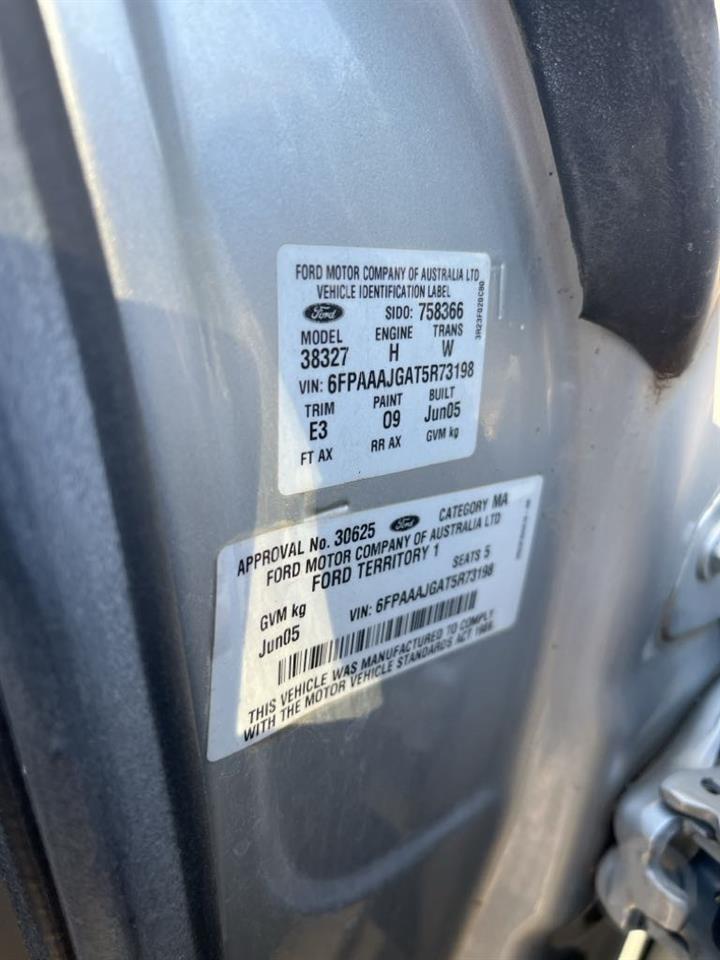 FORD MOTOR COMPANY OF AUSTRALIA LTD
VEHICLE IDENTIFICATION LABEL
Ford SIDO: 758366
MODEL ENGINE TRANS
38327 H W
VIN: 6FPAAAJGAT5R73198
TRIM PAINT BUILT
E3 09 Jun05
FT AX RR AX GVM kg
3R23F020C80
APPROVAL No. 30625 Ford CATEGORY MA
FORD MOTOR COMPANY OF AUSTRALIA LTD
FORD TERRITORY 1 SEATS 5
GVM kg VIN: 6FPAAAJGAT5R73198
Jun05
THIS VEHICLE WAS MANUFACTURED TO COMPLY
WITH THE MOTOR VEHICLE STANDARDS ACT 1989.